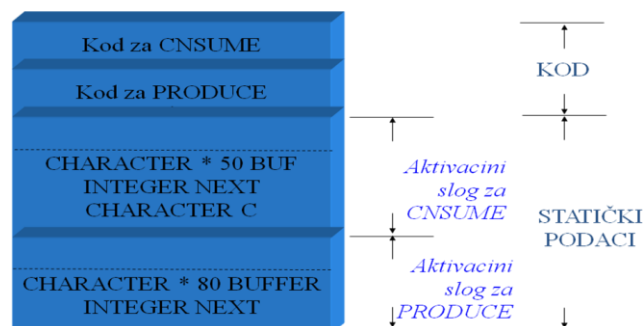 Kod za CNSUME
Kod za PRODUCE
KOD
CHARACTER * 50 BUF
INTEGER NEXT
CHARACTER C
Aktivacini
slog za
CNSUME
STATIČKI
PODACI
CHARACTER * 80 BUFFER
INTEGER NEXT
Aktivacini
slog za
PRODUCE